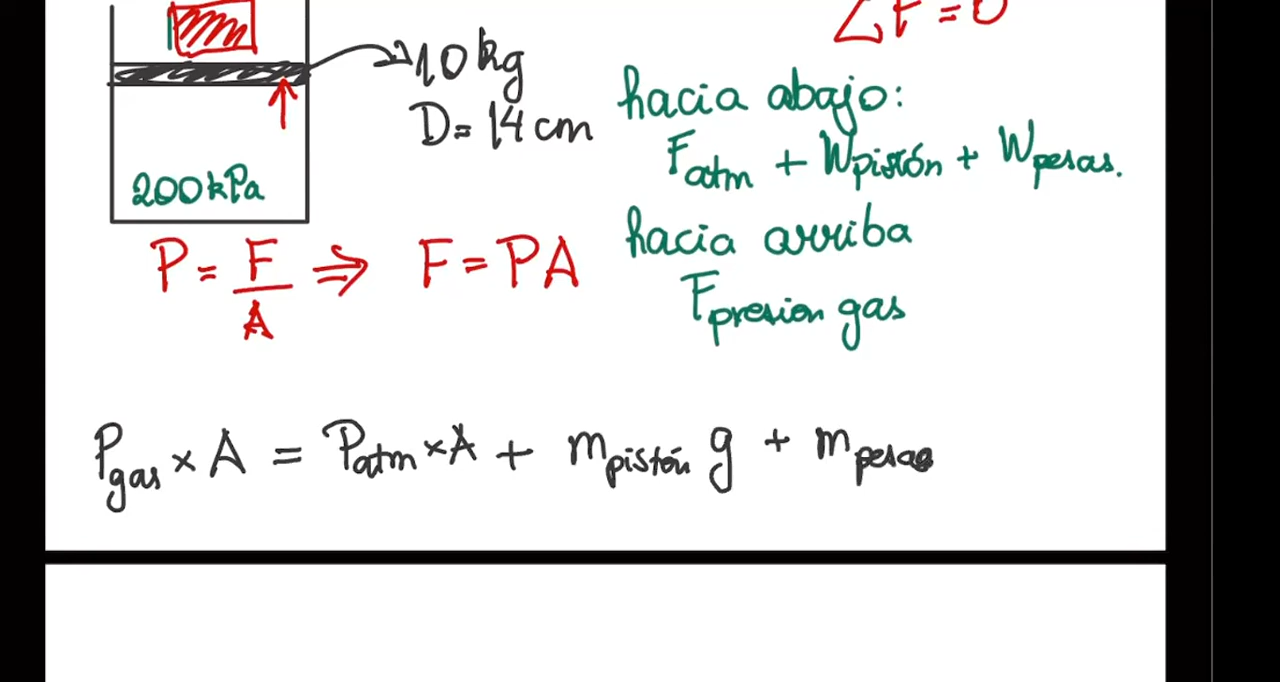 ΣF = 0
10 kg
D = 14 cm
200 kPa
hacia abajo:
Fatm + Wpistón + Wpesas.
hacia arriba
Fpresion gas
P = F/A ⇒ F = PA
Pgas × A = Patm × A + mpistón g + mpesas